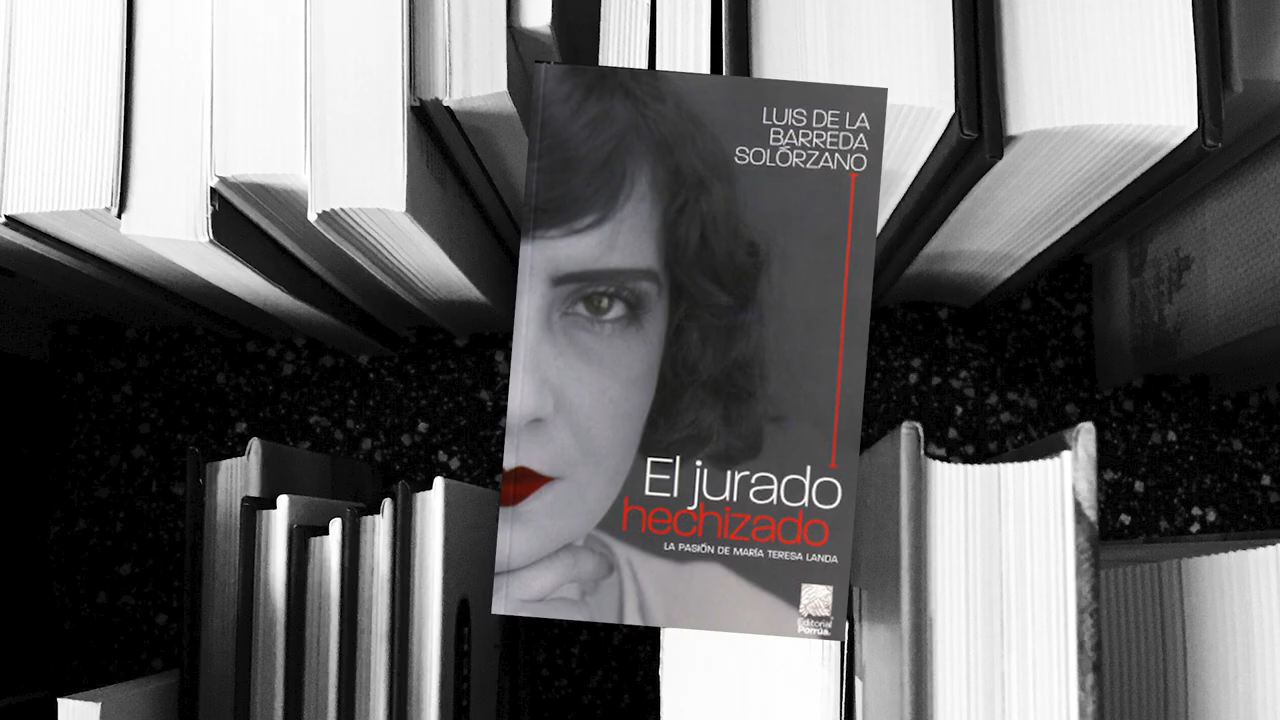 LUIS DE LA
BARREDA
SOLÓRZANO
El jurado
hechizado
LA PASIÓN DE MARÍA TERESA LANDA
Editorial
Porrúa